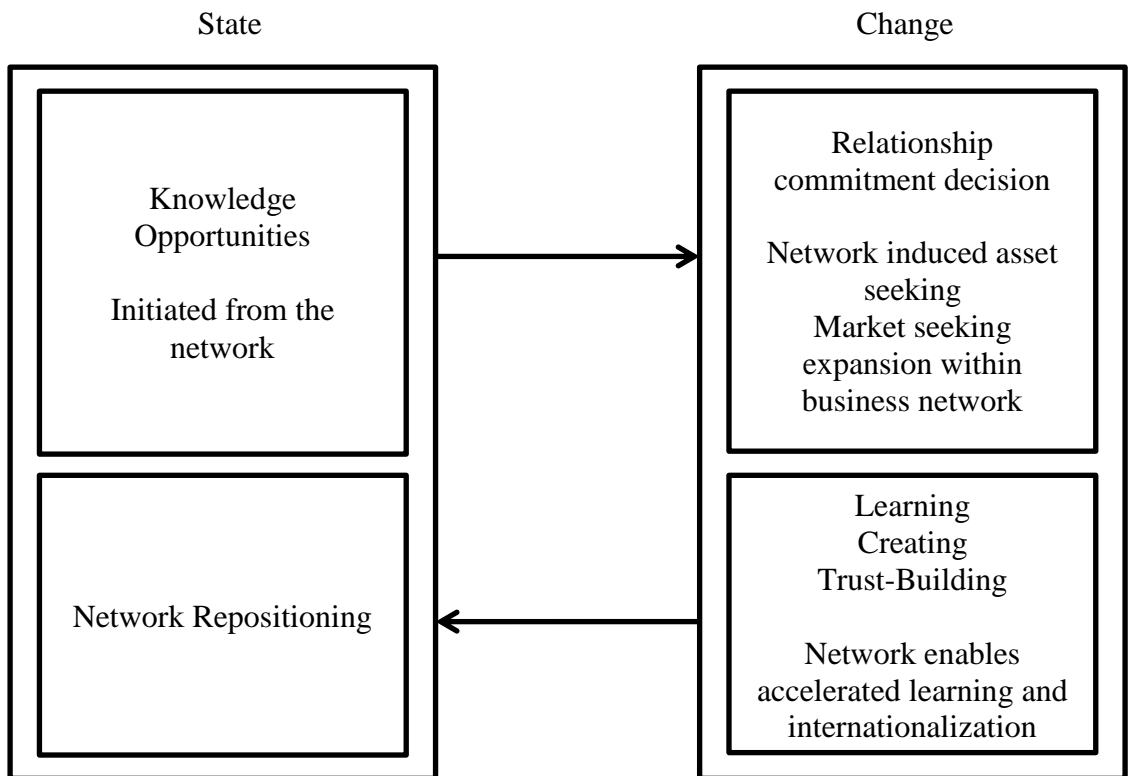 State
Change
Knowledge
Opportunities
Initiated from the
network
Relationship
commitment decision
Network induced asset
seeking
Market seeking
expansion within
business network
Network Repositioning
Learning
Creating
Trust-Building
Network enables
accelerated learning and
internationalization